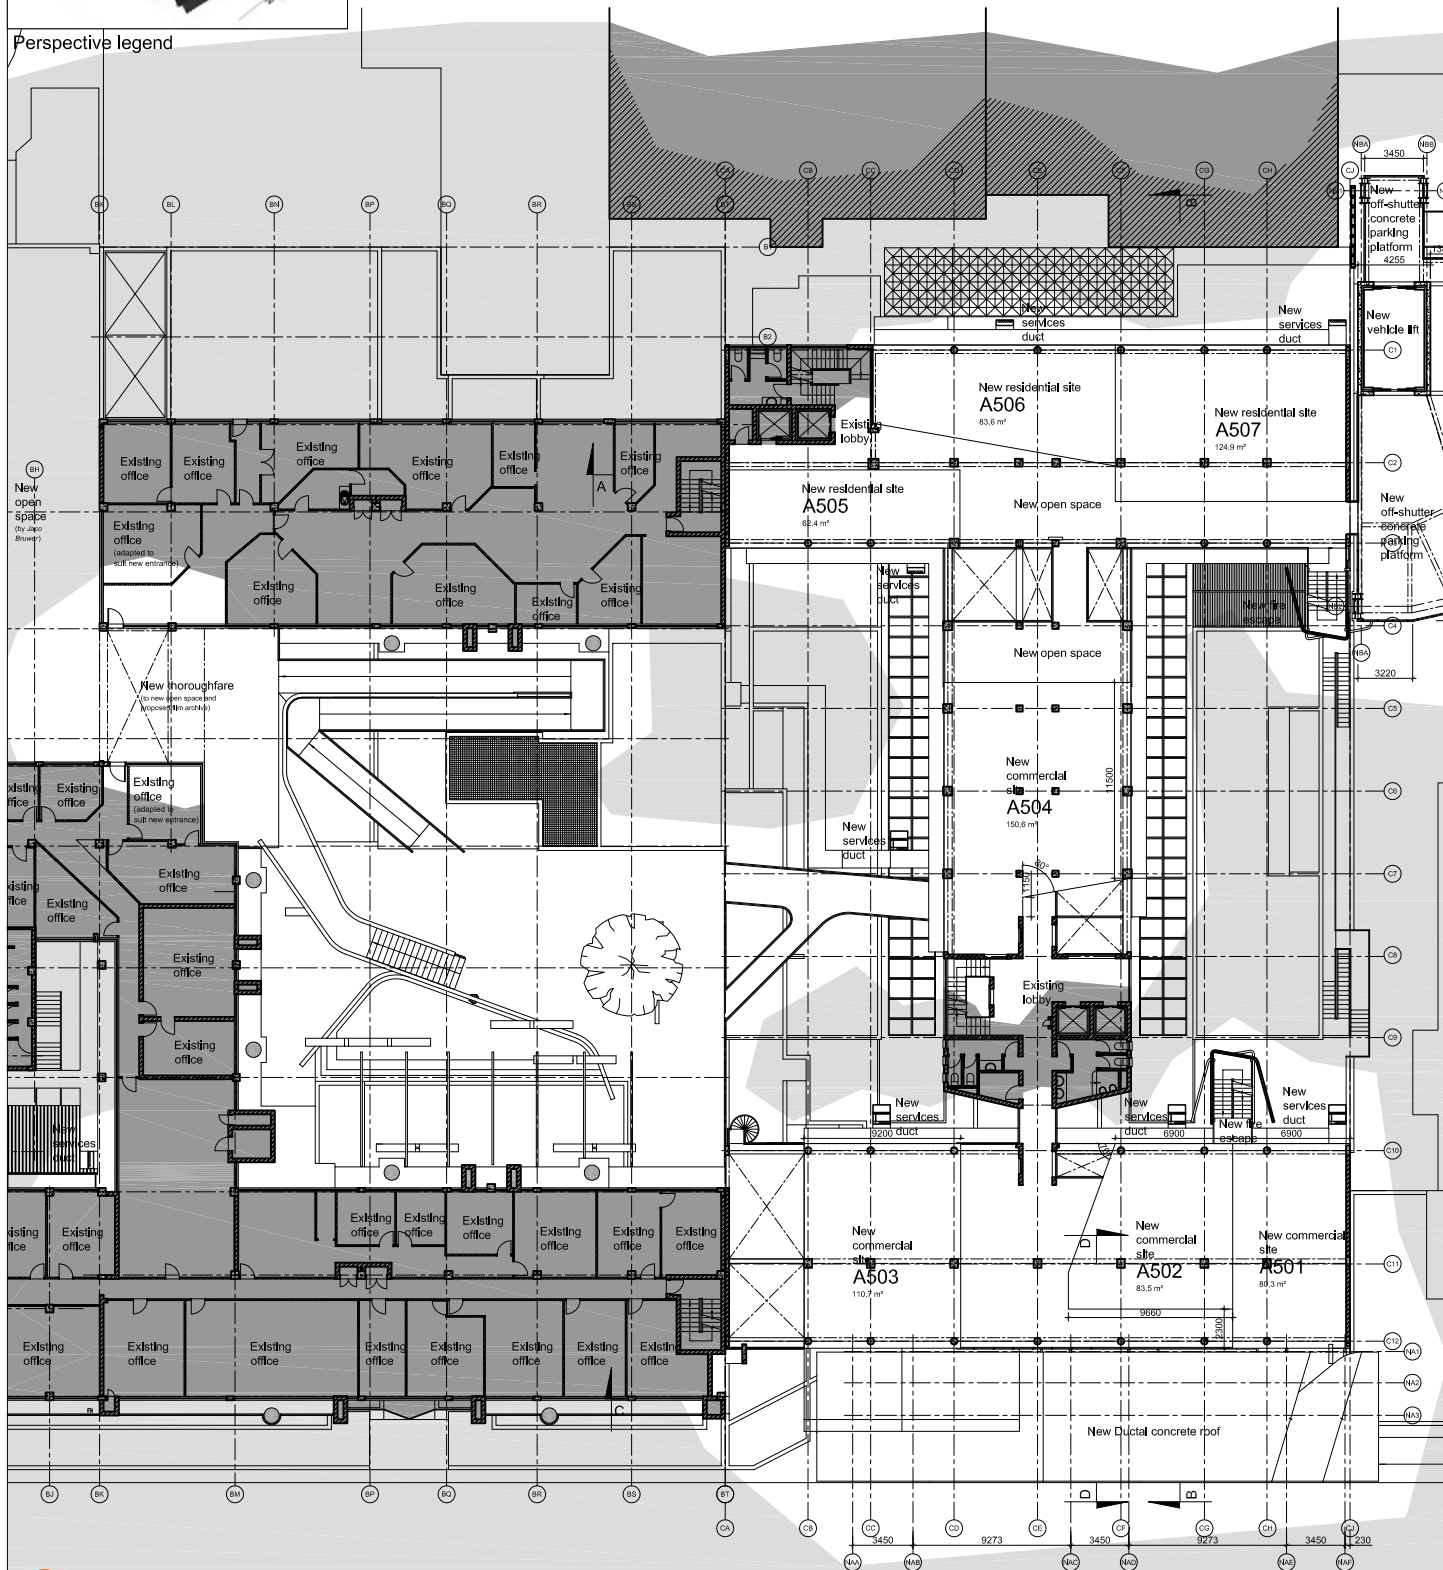 Perspective legend
NBA
NBB
3450
CJ
New
off-shutter
concrete
parking
platform
4255
CA
CB
CC
CD
CE
CF
CG
CH
B
BK
BL
BN
BP
BQ
BR
BS
BT
B
B2
New
services
duct
New
services
duct
New
vehicle lift
C1
New residential site
A506
83,6 m²
New residential site
A507
124,9 m²
Existing
lobby
C2
BH
New
open
space
(by Jaco
Bruwer)
Existing
office
Existing
office
Existing
office
Existing
office
Existing
office
Existing
office
A
New residential site
A505
62,4 m²
New open space
New
off-shutter
concrete
parking
platform
Existing
office
(adapted to
suit new entrance)
Existing
office
Existing
office
Existing
office
Existing
office
New
services
duct
New fire
escape
NB2
C4
NBA
3220
New open space
New thoroughfare
(to new open space and
proposed film archive)
C5
Existing
office
Existing
office
(adapted to
suit new entrance)
New
commercial
site
A504
150,6 m²
11500
C6
New
services
duct
80°
1150
C7
Existing
office
Existing
office
Existing
office
C8
Existing
lobby
Existing
office
C9
New
services
duct
New
services
duct
New
services
duct
New
services
duct
New fire
escape
9200
6900
6900
C10
Existing
office
Existing
office
Existing
office
Existing
office
Existing
office
Existing
office
Existing
office
D
New
commercial
site
A503
110,7 m²
New
commercial
site
A502
83,5 m²
New commercial
site
A501
80,3 m²
C11
9660
2300
C12
Existing
office
Existing
office
Existing
office
Existing
office
Existing
office
Existing
office
Existing
office
Existing
office
NA1
NA2
NA3
FH
C
New Ductal concrete roof
BJ
BK
BM
BP
BQ
BR
BS
BT
D
B
CA
CB
CC
CD
CE
CF
CG
CH
CJ
3450
9273
3450
9273
3450
230
NAA
NAB
NAC
NAD
NAE
NAF